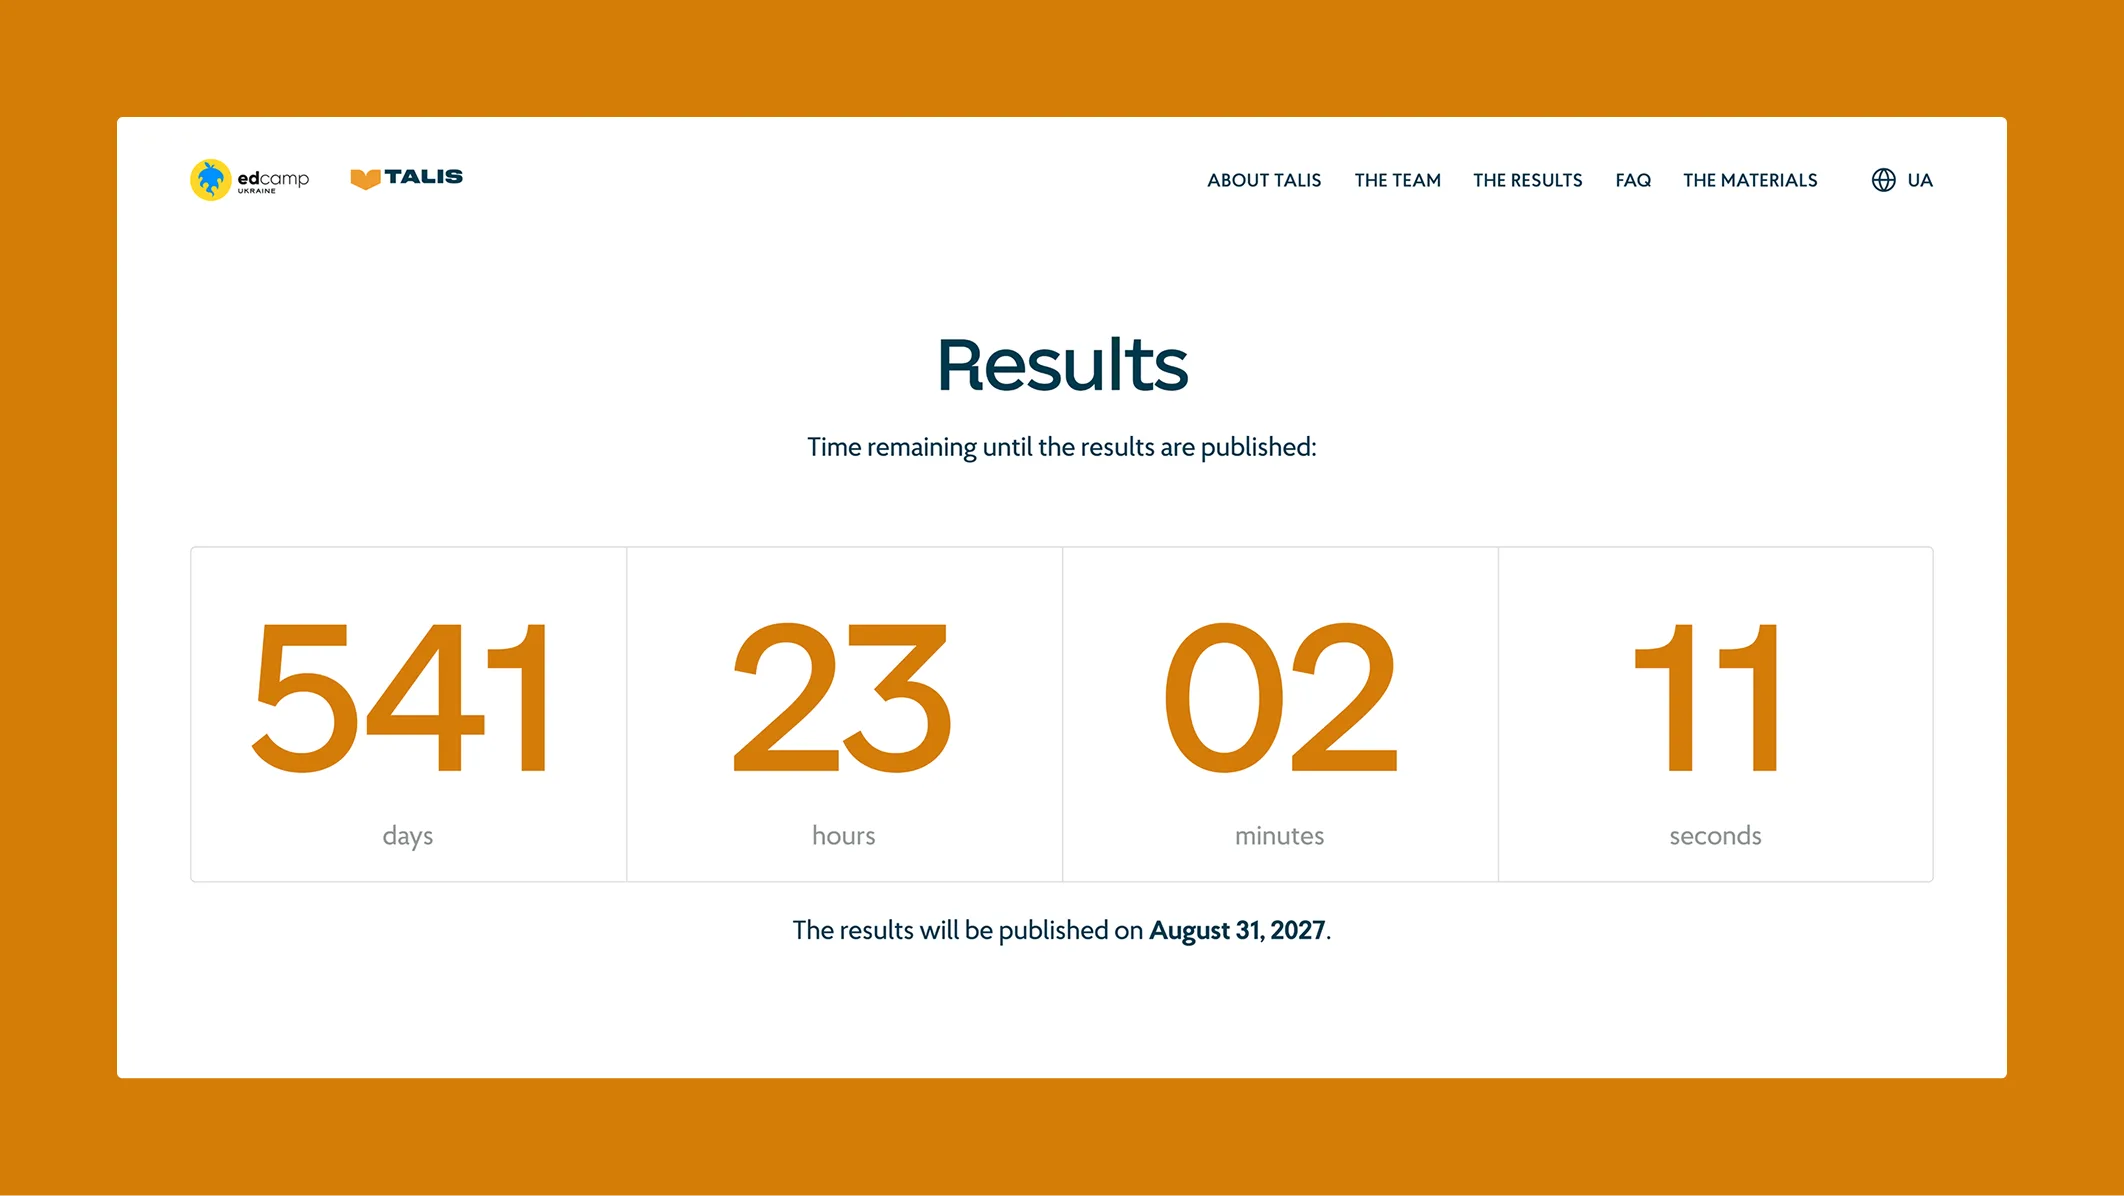 edcamp
UKRAINE
TALIS
ABOUT TALIS
THE TEAM
THE RESULTS
FAQ
THE MATERIALS
UA
Results
Time remaining until the results are published:
541
days
23
hours
02
minutes
11
seconds
The results will be published on August 31, 2027.